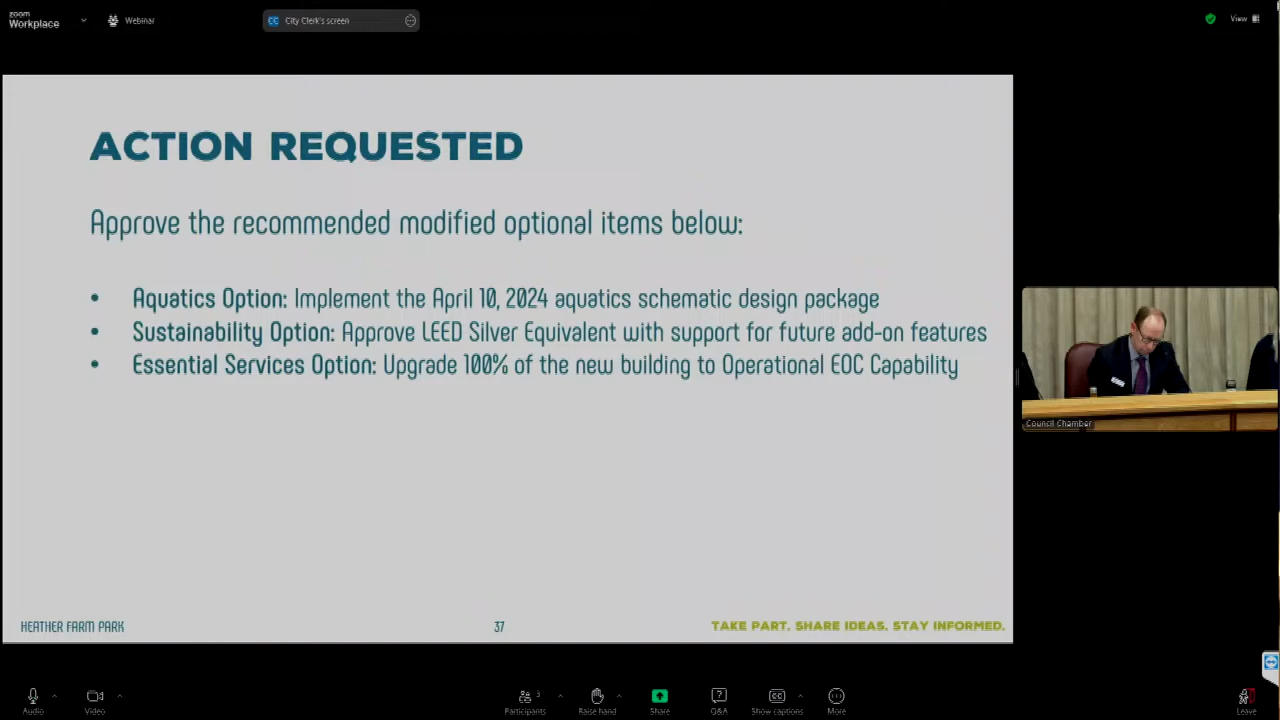 zoom
Workplace
Webinar
CC City Clerk's screen
View
ACTION REQUESTED
Approve the recommended modified optional items below:
• Aquatics Option: Implement the April 10, 2024 aquatics schematic design package
• Sustainability Option: Approve LEED Silver Equivalent with support for future add-on features
• Essential Services Option: Upgrade 100% of the new building to Operational EOC Capability
Council Chamber
HEATHER FARM PARK
37
TAKE PART. SHARE IDEAS. STAY INFORMED.
3
Audio
Video
Participants
Raise hand
Share
Q&A
Show captions
More
Leave